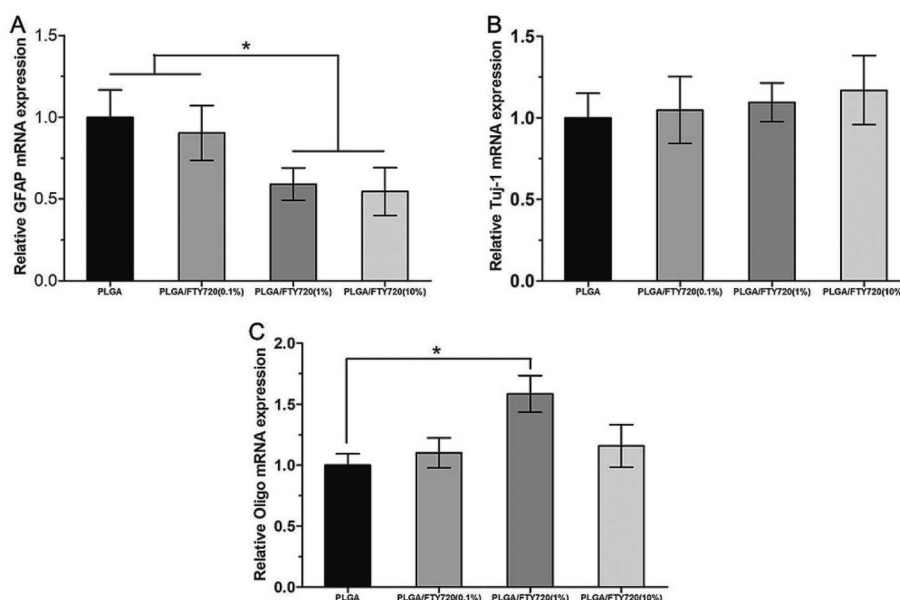 A
Relative GFAP mRNA expression
1.5
1.0
0.5
0.0
*
PLGA
PLGA/FTY720(0.1%)
PLGA/FTY720(1%)
PLGA/FTY720(10%)
B
Relative Tuj-1 mRNA expression
1.5
1.0
0.5
0.0
PLGA
PLGA/FTY720(0.1%)
PLGA/FTY720(1%)
PLGA/FTY720(10%
C
Relative Oligo mRNA expression
2.0
1.5
1.0
0.5
0.0
*
PLGA
PLGA/FTY720(0.1%)
PLGA/FTY720(1%)
PLGA/FTY720(10%)